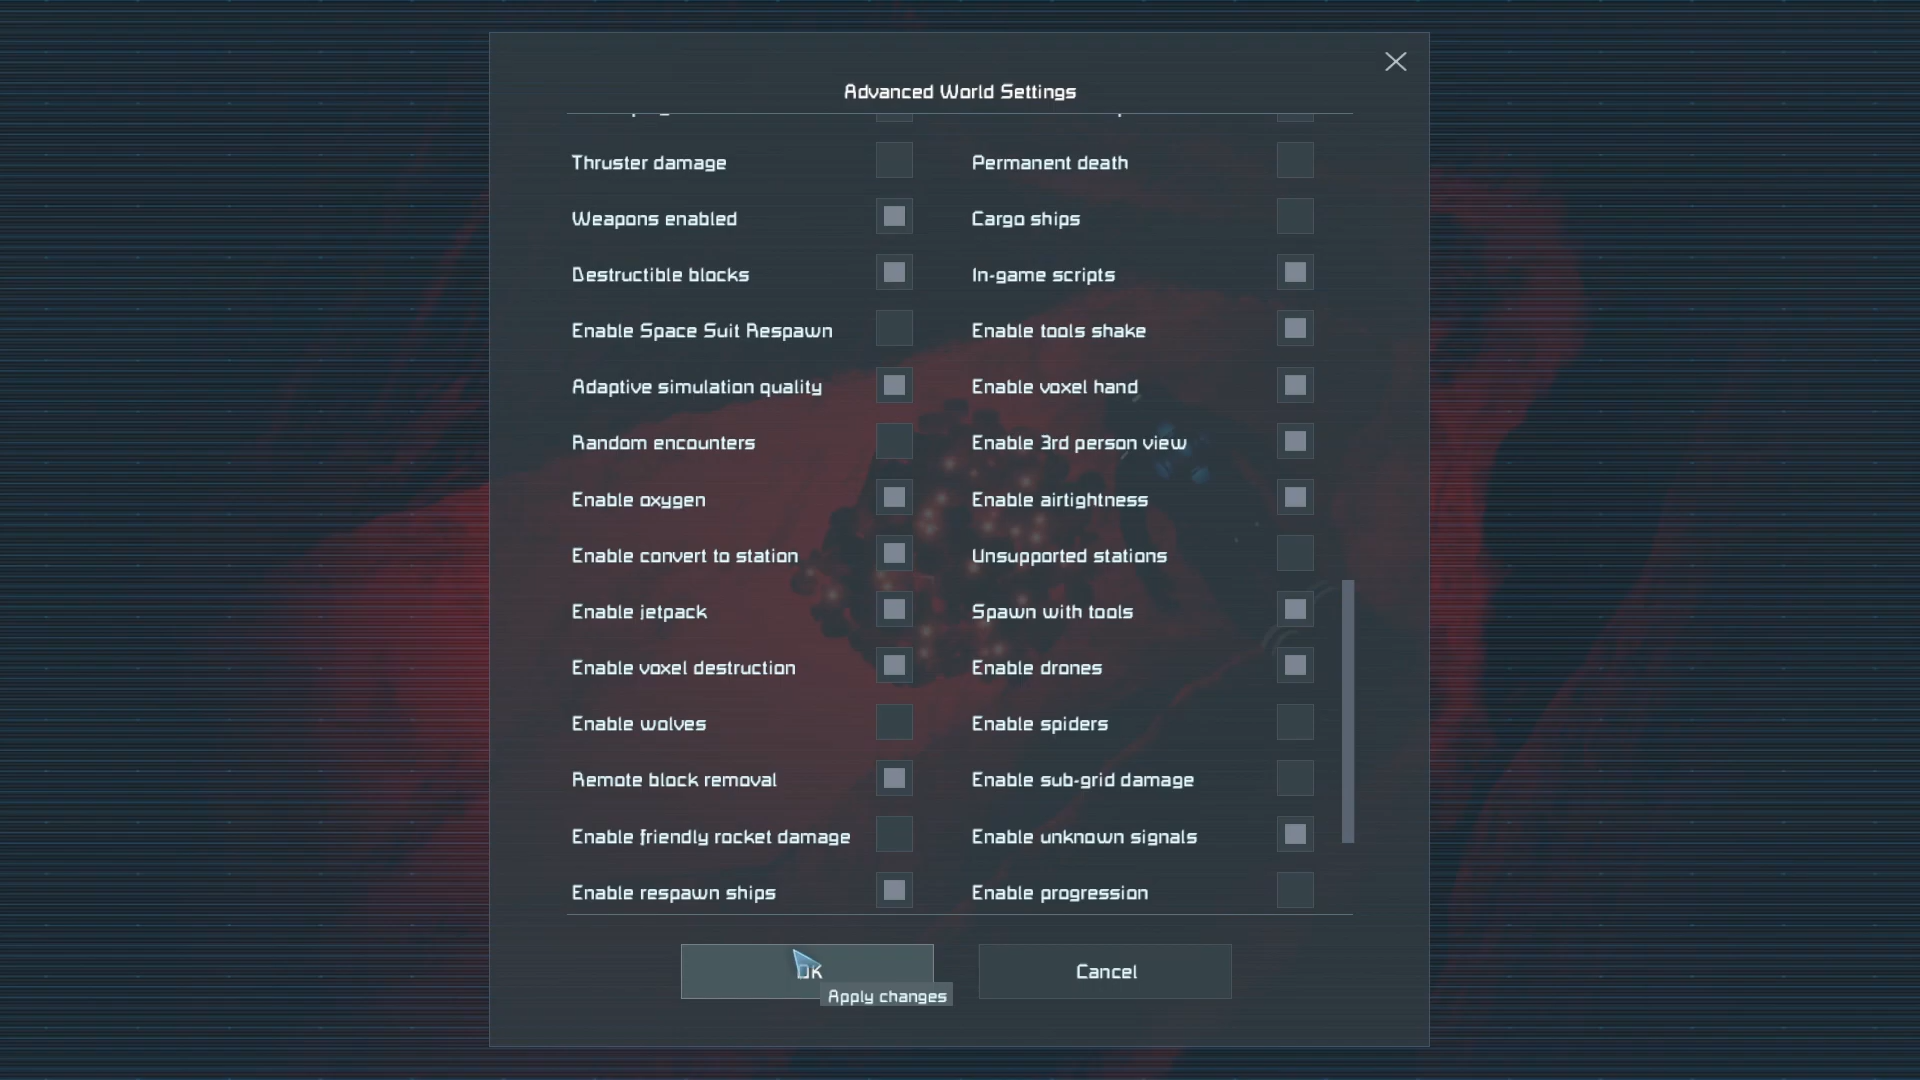 Advanced World Settings
Thruster damage Permanent death
Weapons enabled Cargo ships
Destructible blocks In-game scripts
Enable Space Suit Respawn Enable tools shake
Adaptive simulation quality Enable voxel hand
Random encounters Enable 3rd person view
Enable oxygen Enable airtightness
Enable convert to station Unsupported stations
Enable jetpack Spawn with tools
Enable voxel destruction Enable drones
Enable wolves Enable spiders
Remote block removal Enable sub-grid damage
Enable friendly rocket damage Enable unknown signals
Enable respawn ships Enable progression
OK Cancel
Apply changes